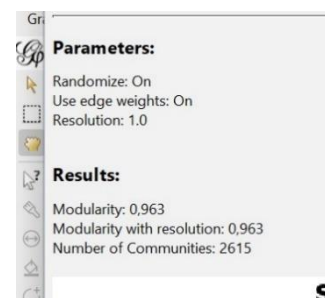 Gr
Parameters:
Randomize: On
Use edge weights: On
Resolution: 1.0
Results:
Modularity: 0,963
Modularity with resolution: 0,963
Number of Communities: 2615